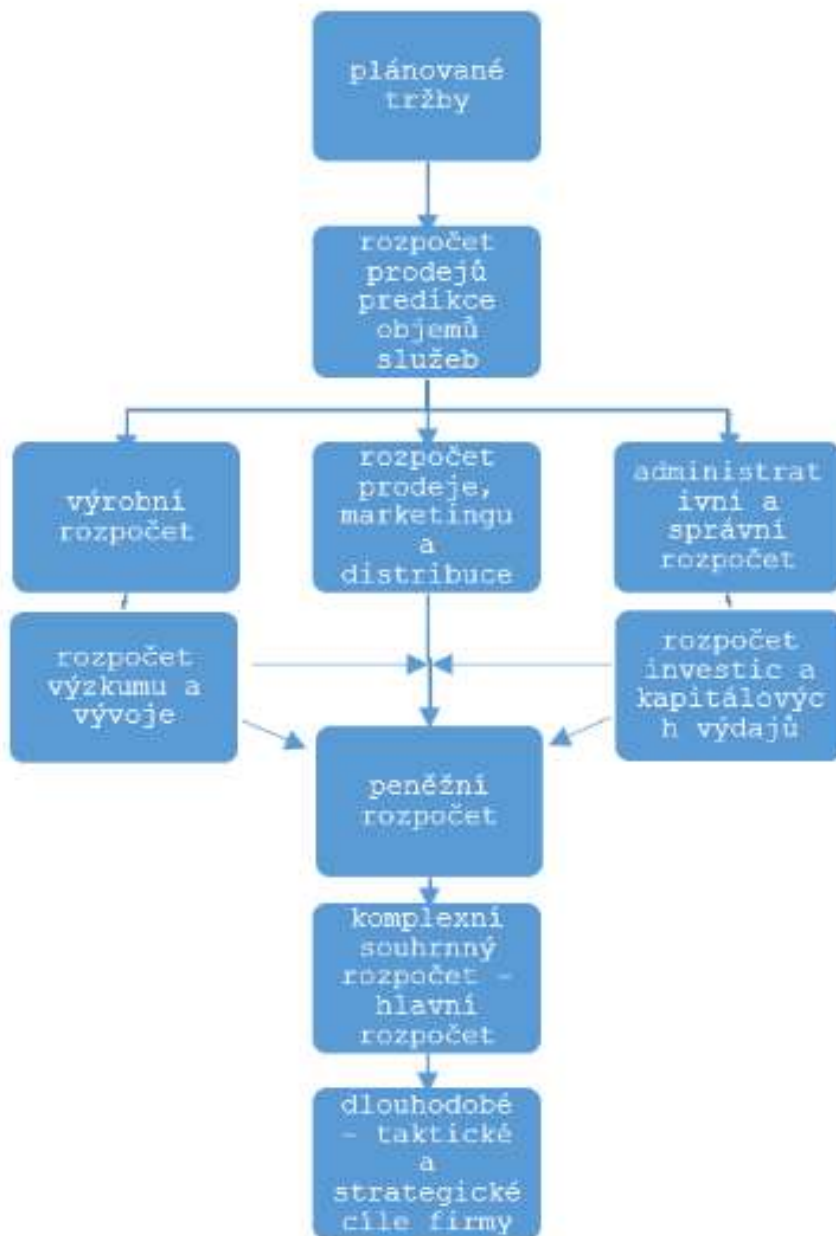 plánované
tržby
rozpočet
prodejů
predikce
objemů
služeb
výrobní
rozpočet
rozpočet
prodeje,
marketingu
a
distribuce
administrat
ivní a
správní
rozpočet
rozpočet
výzkumu a
vývoje
rozpočet
investic a
kapitálovýc
h výdajů
peněžní
rozpočet
komplexní
souhrnný
rozpočet -
hlavní
rozpočet
dlouhodobé
- taktické
a
strategické
cíle firmy